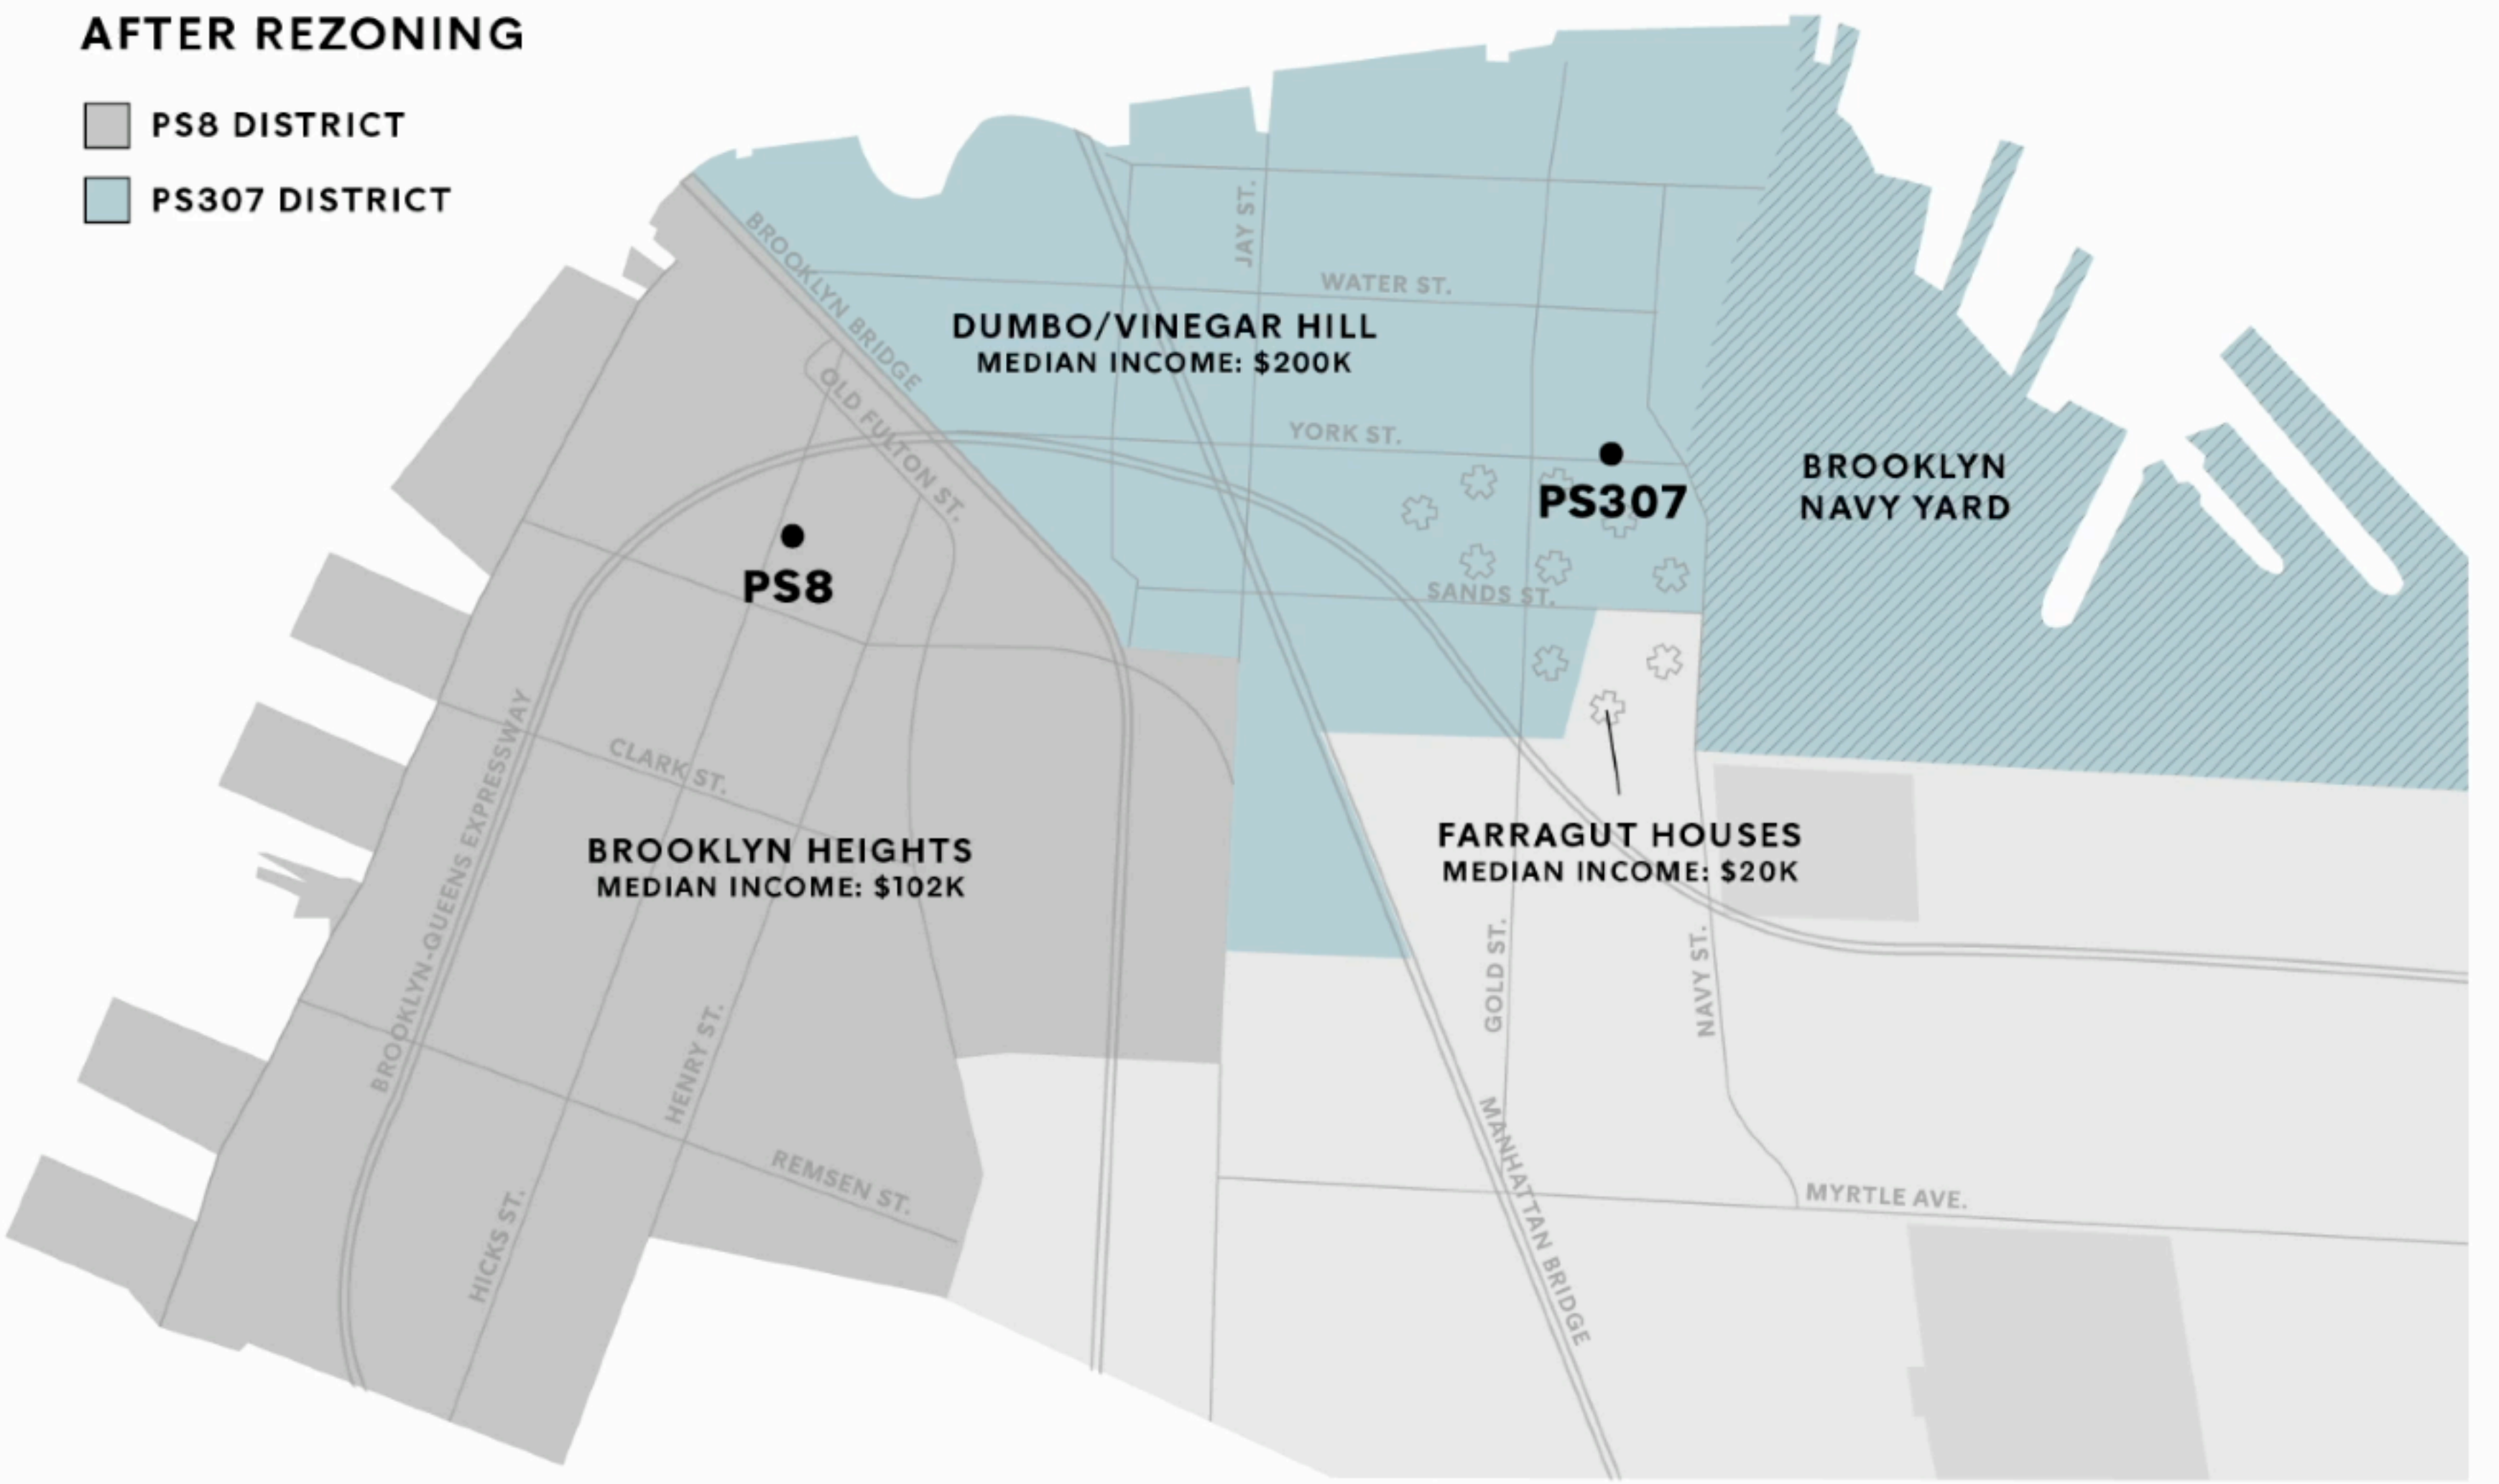 AFTER REZONING
PS8 DISTRICT
PS307 DISTRICT
BROOKLYN BRIDGE
JAY ST.
WATER ST.
DUMBO/VINEGAR HILL
MEDIAN INCOME: $200K
OLD FULTON ST.
YORK ST.
PS307
BROOKLYN
NAVY YARD
PS8
SANDS ST.
BROOKLYN-QUEENS EXPRESSWAY
CLARK ST.
BROOKLYN HEIGHTS
MEDIAN INCOME: $102K
FARRAGUT HOUSES
MEDIAN INCOME: $20K
GOLD ST.
NAVY ST.
HENRY ST.
REMSEN ST.
HICKS ST.
MANHATTAN BRIDGE
MYRTLE AVE.